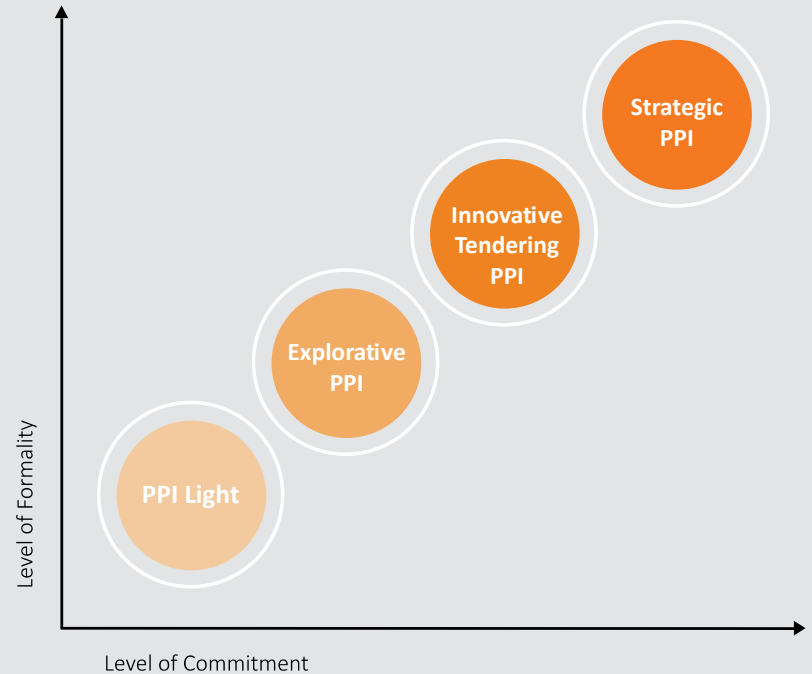 Strategic
PPI
Innovative
Tendering
PPI
Explorative
PPI
PPI Light
Level of Formality
Level of Commitment